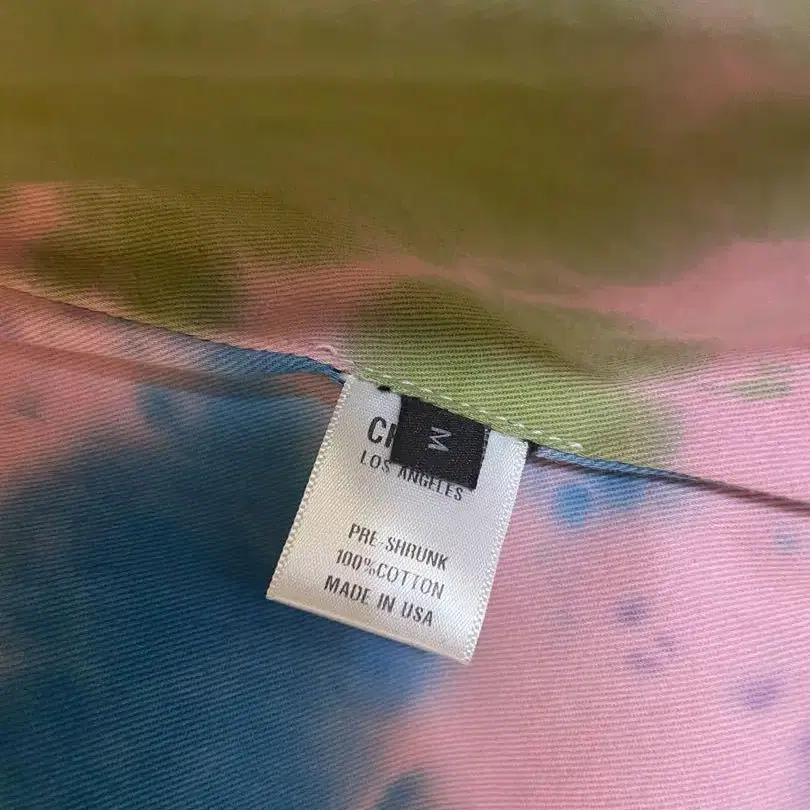 M
LOS ANGELES
PRE-SHRUNK
100%COTTON
MADE IN USA